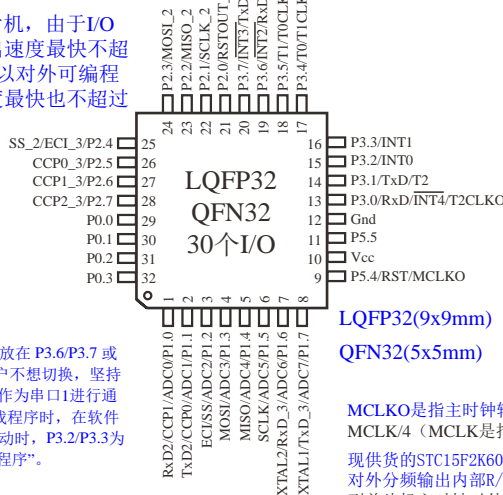 机，由于I/O
速度最快不超
以对外可编程
度最快也不超过
P2.3/MOSI_2
P2.2/MISO_2
P2.1/SCLK_2
P2.0/RSTOUT_
P3.7/INT3/TxD
P3.6/INT2/RxD
P3.5/T1/T0CLK
P3.4/T0/T1CLK
24 23 22 21 20 19 18 17
SS_2/ECI_3/P2.4 25
CCP0_3/P2.5 26
CCP1_3/P2.6 27
CCP2_3/P2.7 28
P0.0 29
P0.1 30
P0.2 31
P0.3 32
LQFP32
QFN32
30个I/O
16 P3.3/INT1
15 P3.2/INT0
14 P3.1/TxD/T2
13 P3.0/RxD/INT4/T2CLKO
12 Gnd
11 P5.5
10 Vcc
9 P5.4/RST/MCLKO
1 2 3 4 5 6 7 8
RxD2/CCP1/ADC0/P1.0
TxD2/CCP0/ADC1/P1.1
ECI/SS/ADC2/P1.2
MOSI/ADC3/P1.3
MISO/ADC4/P1.4
SCLK/ADC5/P1.5
XTAL2/RxD_3/ADC6/P1.6
XTAL1/TxD_3/ADC7/P1.7
LQFP32(9x9mm)
QFN32(5x5mm)
放在 P3.6/P3.7 或
户不想切换，坚持
作为串口1进行通
载程序时，在软件
动时，P3.2/P3.3为
程序”。
MCLKO是指主时钟输
MCLK/4（MCLK是指
现供货的STC15F2K60
对外分频输出内部R/